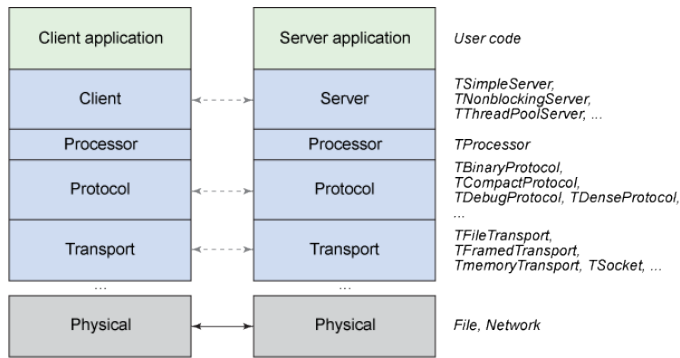 Client application
Server application
User code
Client
Server
TSimpleServer,
TNonblockingServer,
TThreadPoolServer, ...
Processor
Processor
TProcessor
Protocol
Protocol
TBinaryProtocol,
TCompactProtocol,
TDebugProtocol, TDenseProtocol,
...
Transport
Transport
TFileTransport,
TFramedTransport,
TmemoryTransport, TSocket, ...
...
...
Physical
Physical
File, Network